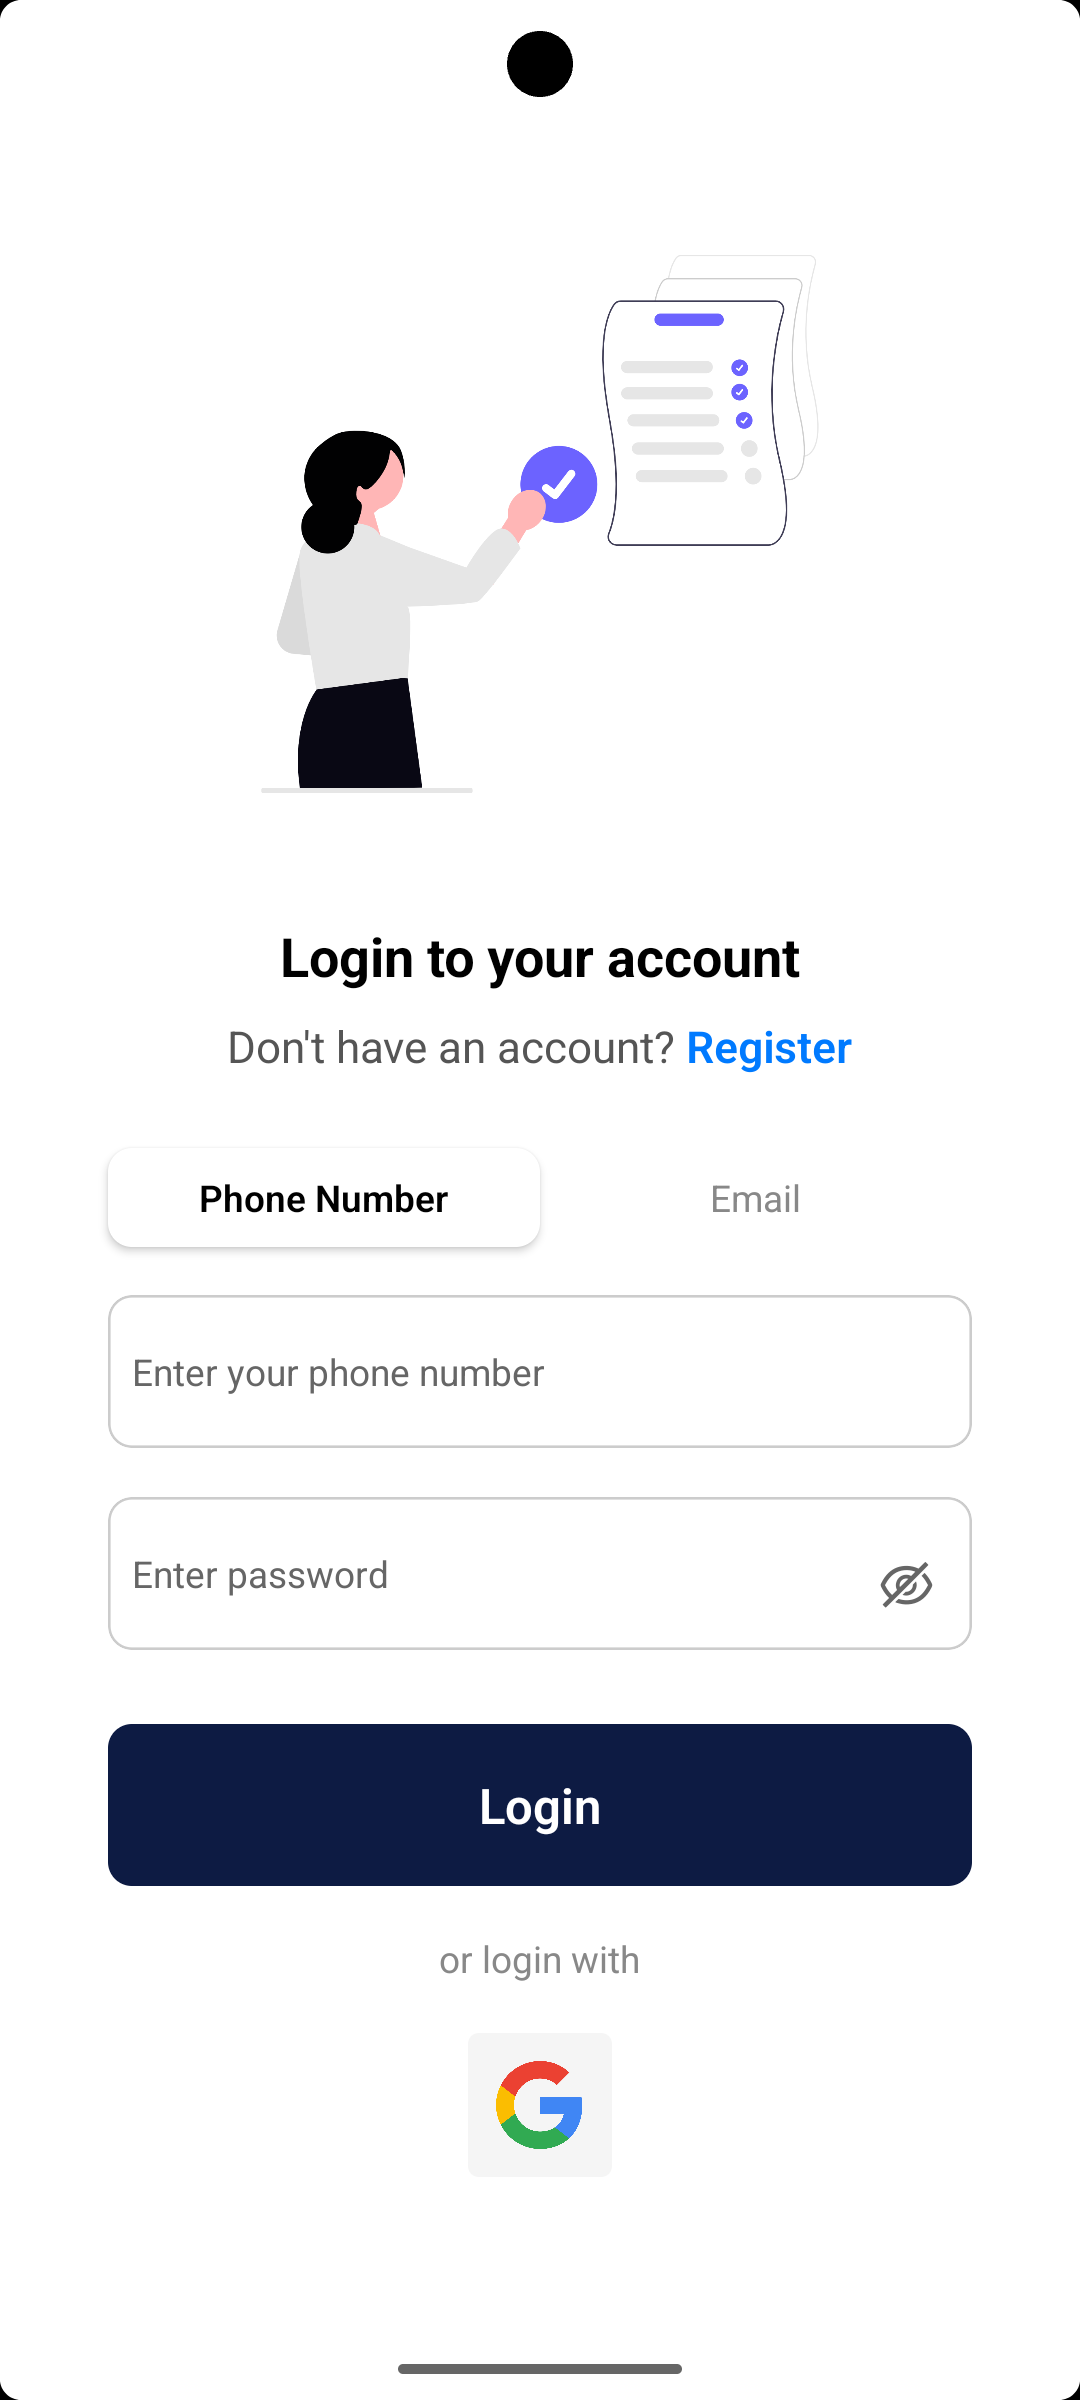 Login to your account
Don't have an account? Register
Phone Number
Email
Enter your phone number
Enter password
Login
or login with